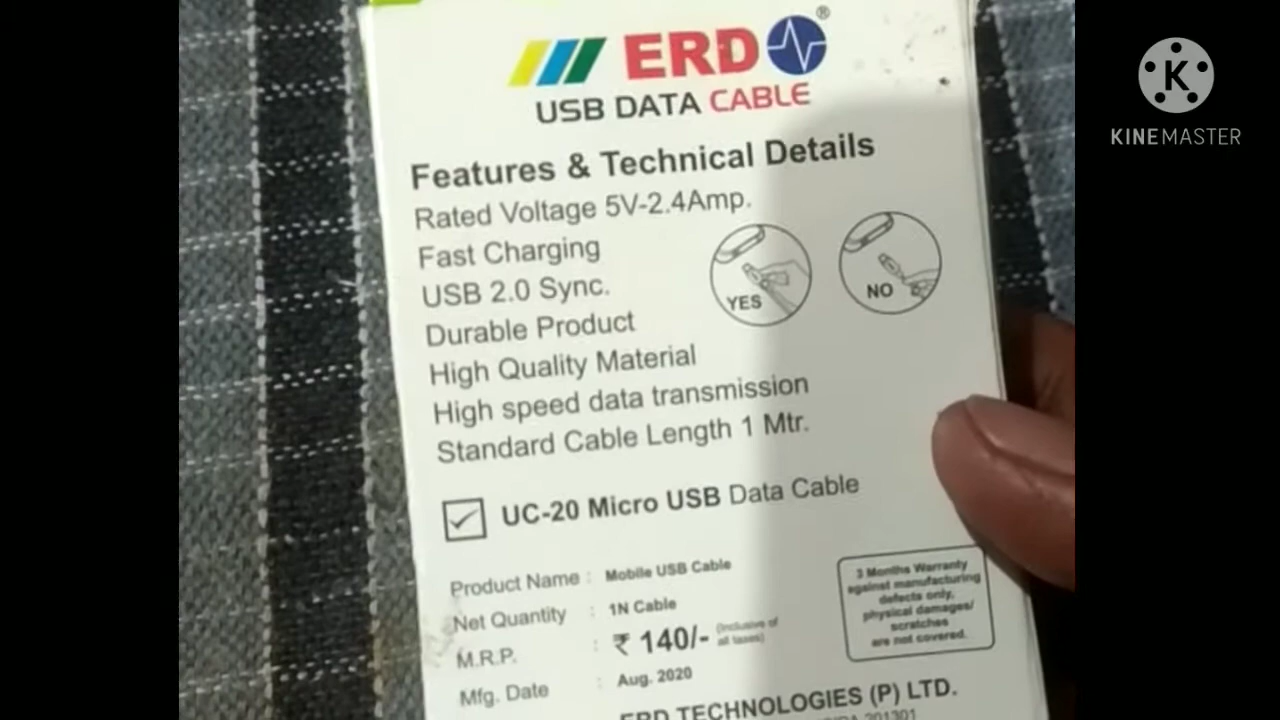 ERD®
USB DATA CABLE
KINEMASTER
Features & Technical Details
Rated Voltage 5V-2.4Amp.
Fast Charging
USB 2.0 Sync.
Durable Product
High Quality Material
High speed data transmission
Standard Cable Length 1 Mtr.
YES
NO
UC-20 Micro USB Data Cable
Product Name : Mobile USB Cable
Net Quantity : 1N Cable
M.R.P. : ₹ 140/- (Inclusive of
all taxes)
Mfg. Date : Aug. 2020
3 Months Warranty
against manufacturing
defects only,
physical damages/
scratches
are not covered.
ERD TECHNOLOGIES (P) LTD.
201301